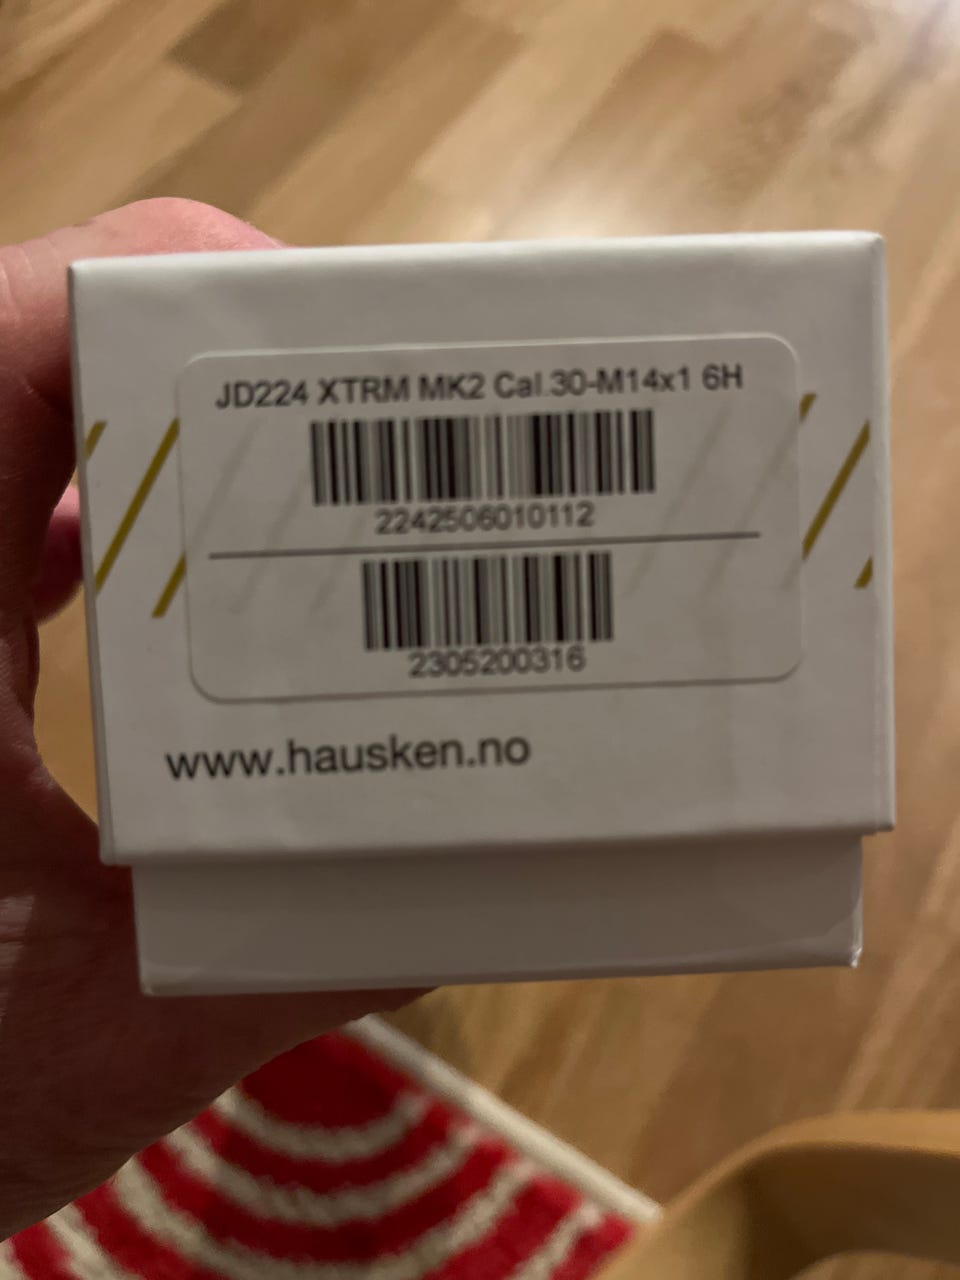 JD224 XTRM MK2 Cal.30-M14x1 6H
2242506010112
2305200316
www.hausken.no